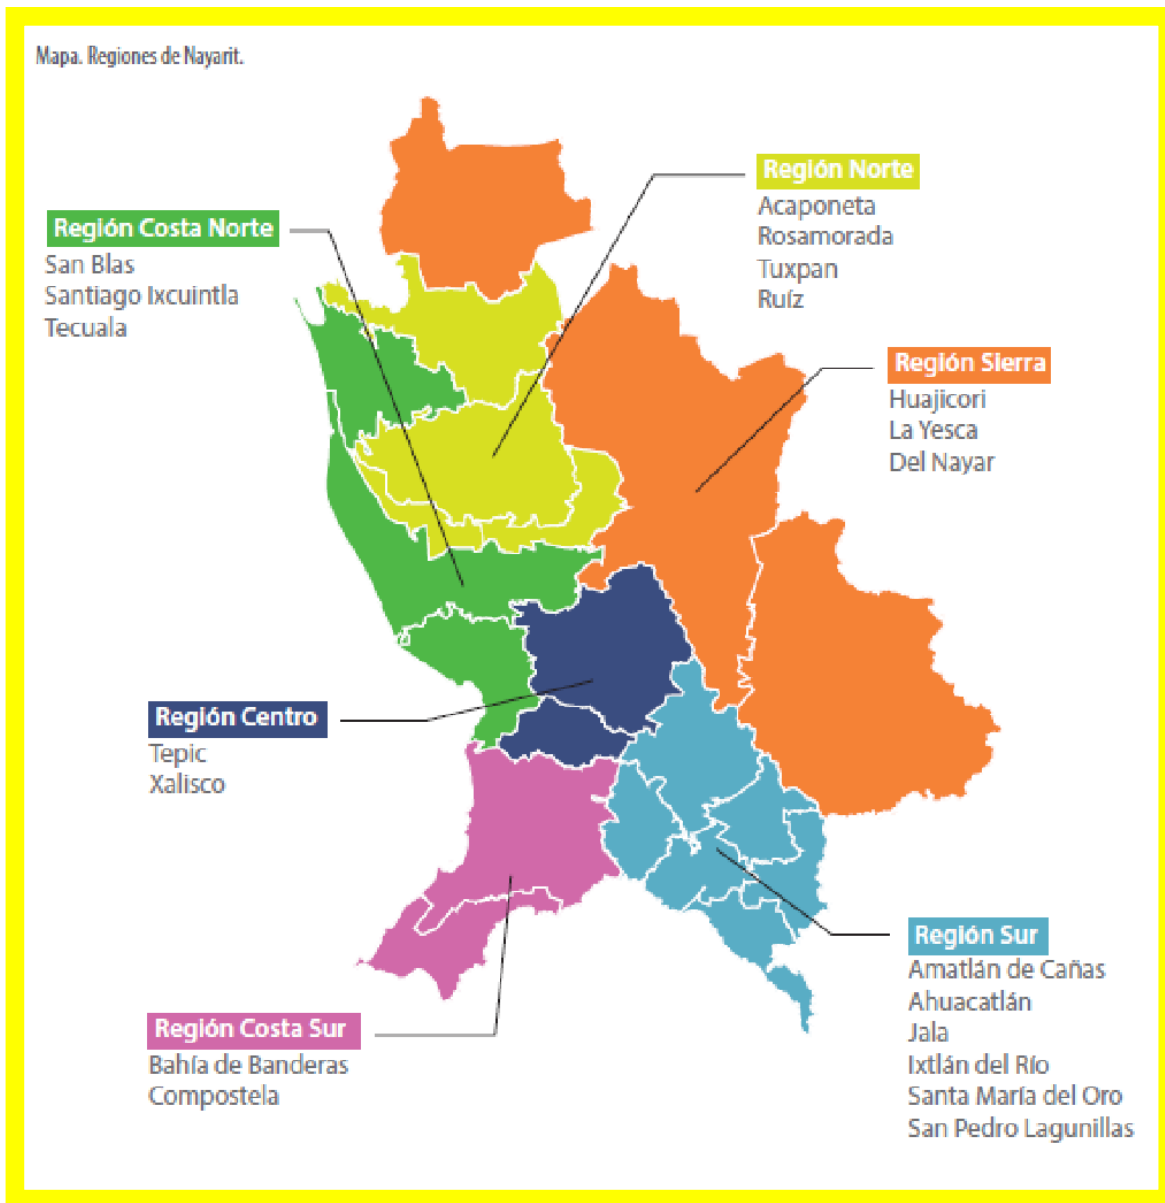 Mapa. Regiones de Nayarit.
Región Norte
Acaponeta
Rosamorada
Tuxpan
Ruíz
Región Costa Norte
San Blas
Santiago Ixcuintla
Tecuala
Región Sierra
Huajicori
La Yesca
Del Nayar
Región Centro
Tepic
Xalisco
Región Sur
Amatlán de Cañas
Ahuacatlán
Jala
Ixtlán del Río
Santa María del Oro
San Pedro Lagunillas
Región Costa Sur
Bahía de Banderas
Compostela